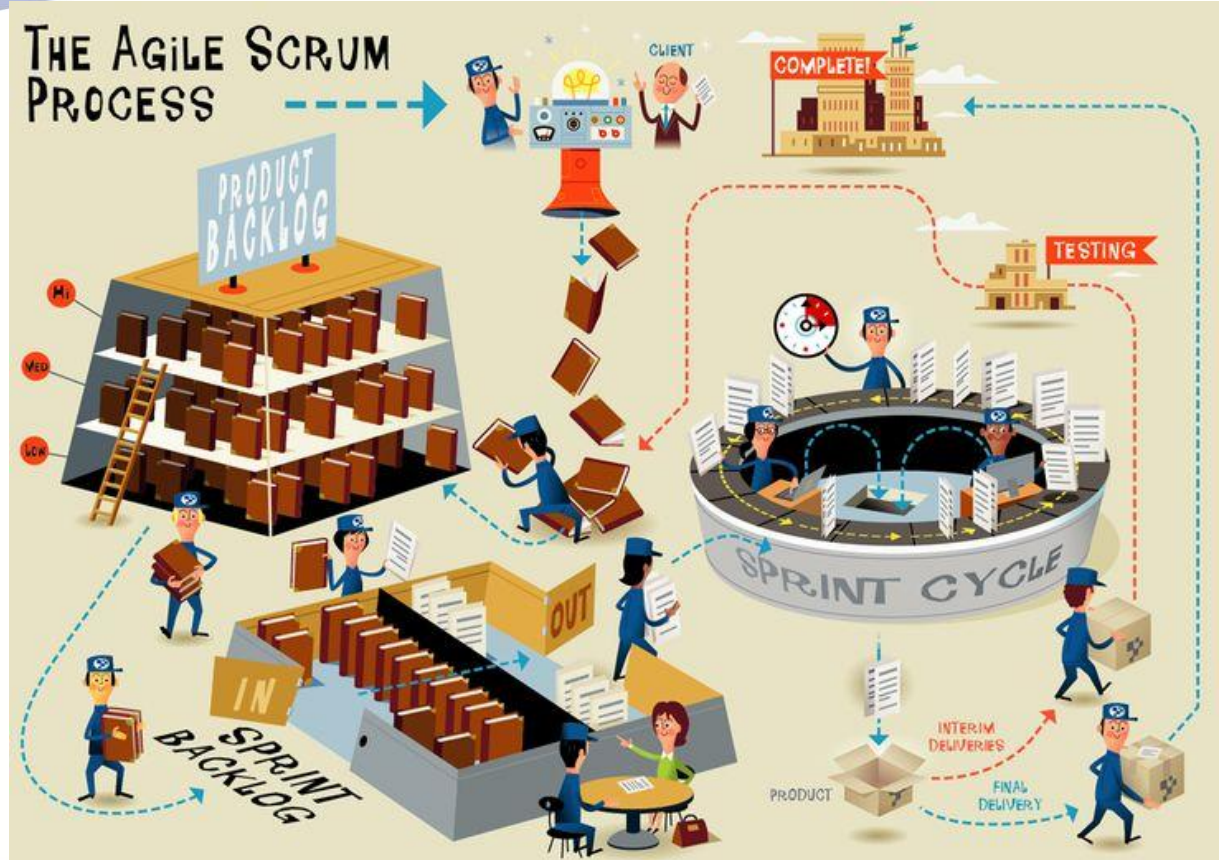 THE AGILE SCRUM
PROCESS
CLIENT
COMPLETE!
PRODUCT
BACKLOG
TESTING
HI
MED
LOW
SPRINT CYCLE
OUT
IN
SPRINT
BACKLOG
INTERIM
DELIVERIES
PRODUCT
FINAL
DELIVERY